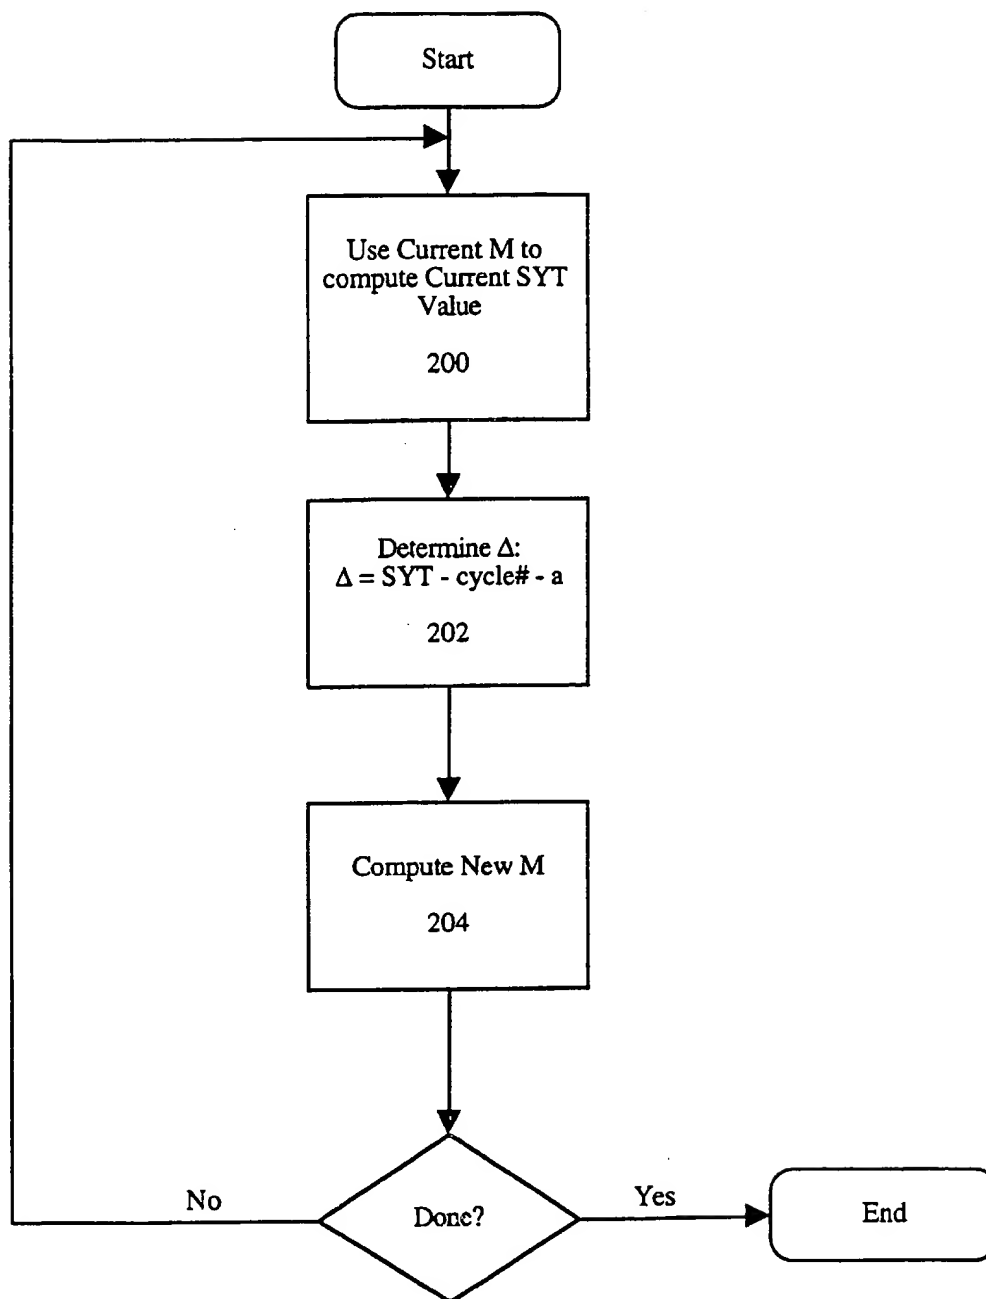 Start
Use Current M to
compute Current SYT
Value
200
Determine Δ:
Δ = SYT - cycle# - a
202
Compute New M
204
No
Done?
Yes
End